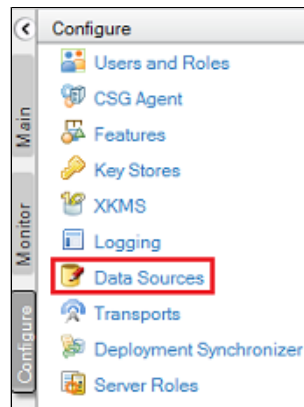 Configure
Users and Roles
CSG Agent
Features
Key Stores
XKMS
Logging
Data Sources
Transports
Deployment Synchronizer
Server Roles
Main
Monitor
Configure